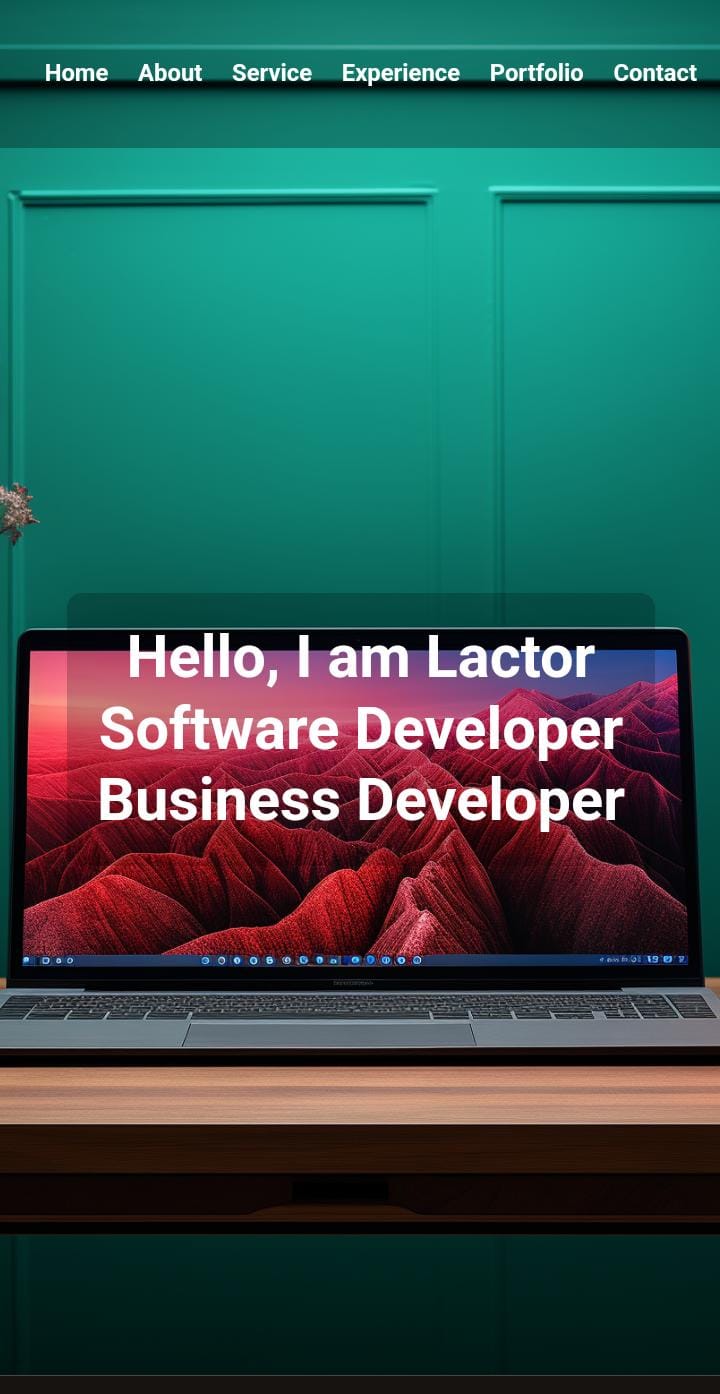 Home About Service Experience Portfolio Contact
Hello, I am Lactor
Software Developer
Business Developer